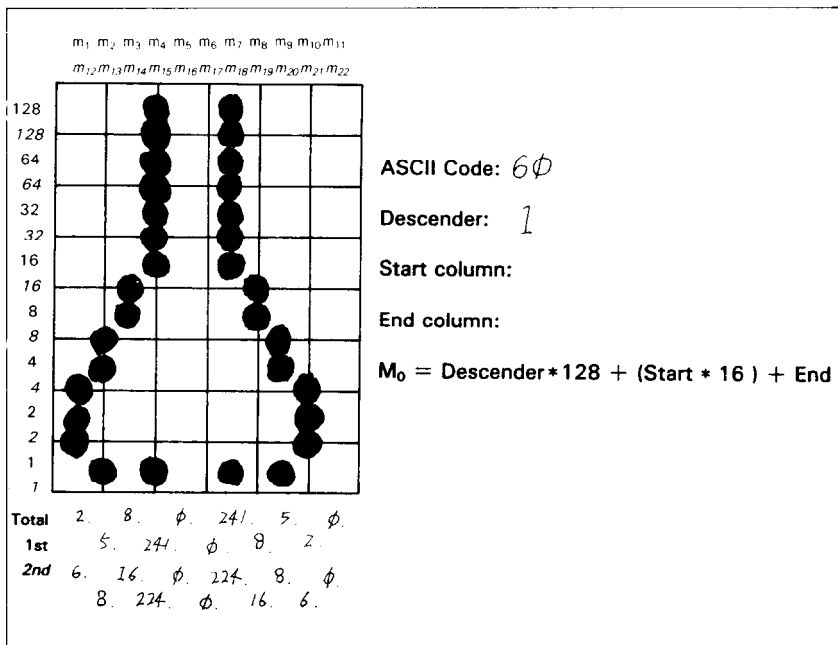 m1 m2 m3 m4 m5 m6 m7 m8 m9 m10 m11
m12 m13 m14 m15 m16 m17 m18 m19 m20 m21 m22
128
128
64
64
32
32
16
16
8
8
4
4
2
2
1
1
ASCII Code: 6φ
Descender: 1
Start column:
End column:
M0 = Descender * 128 + (Start * 16 ) + End
Total 2. 8. φ. 241. 5. φ.
1st 5. 241. φ. 8. 2.
2nd 6. 16. φ. 224. 8. φ.
8. 224. φ. 16. 6.